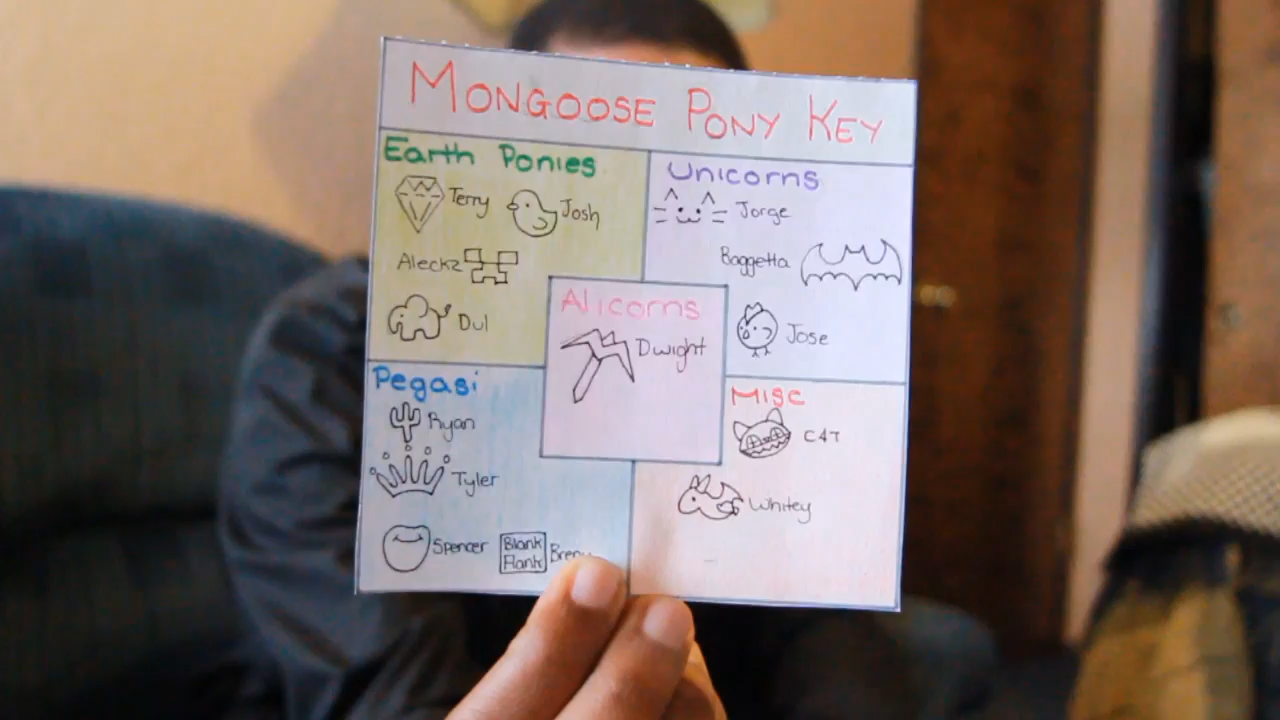 MONGOOSE PONY KEY
Earth Ponies
Terry
Josh
Aleckz
Dul
Unicorns
Jorge
Baggetta
Jose
Alicorns
Dwight
Pegasi
Ryan
Tyler
Spencer
Blank
Flank
Misc
C4T
Whitey